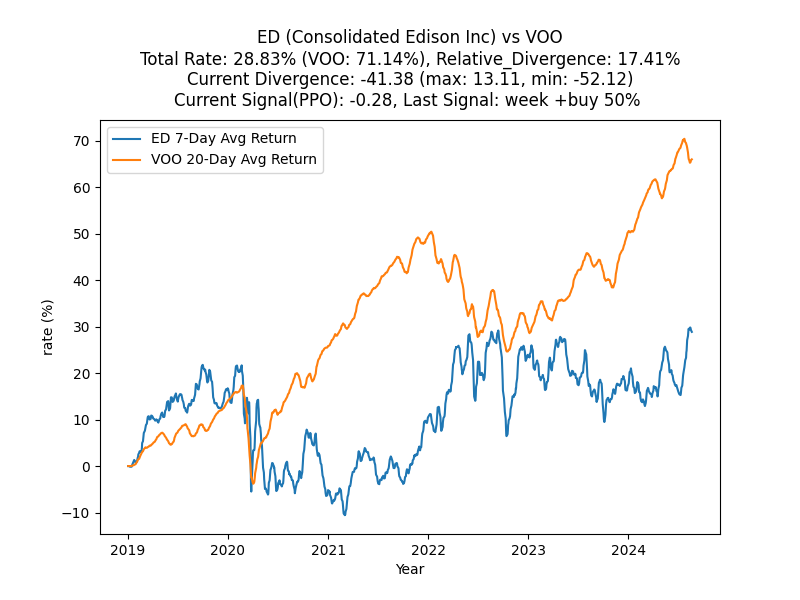 ED (Consolidated Edison Inc) vs VOO
Total Rate: 28.83% (VOO: 71.14%), Relative_Divergence: 17.41%
Current Divergence: -41.38 (max: 13.11, min: -52.12)
Current Signal(PPO): -0.28, Last Signal: week +buy 50%
ED 7-Day Avg Return
VOO 20-Day Avg Return
rate (%)
70
60
50
40
30
20
10
0
−10
2019
2020
2021
2022
2023
2024
Year